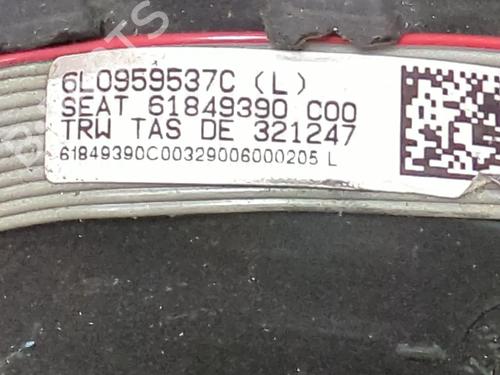 6L0959537C (L)
SEAT 61849390 C00
TRW TAS DE 321247
61849390C00329006000205 L